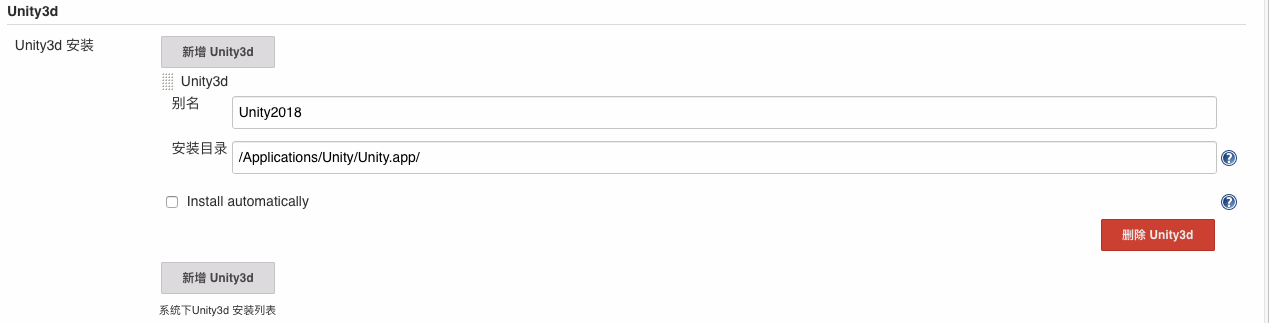 Unity3d
Unity3d 安装
新增 Unity3d
Unity3d
别名
Unity2018
安装目录
/Applications/Unity/Unity.app/
?
Install automatically
?
删除 Unity3d
新增 Unity3d
系统下Unity3d 安装列表